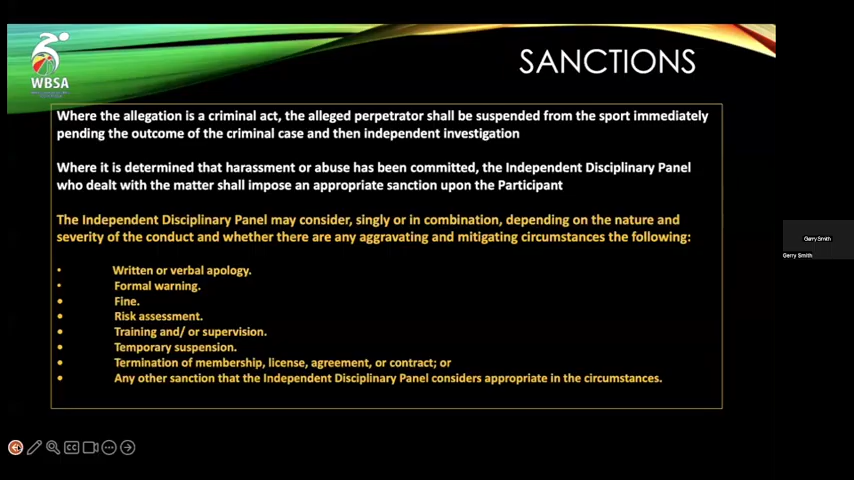 WBSA
SANCTIONS
Where the allegation is a criminal act, the alleged perpetrator shall be suspended from the sport immediately
pending the outcome of the criminal case and then independent investigation
Where it is determined that harassment or abuse has been committed, the Independent Disciplinary Panel
who dealt with the matter shall impose an appropriate sanction upon the Participant
The Independent Disciplinary Panel may consider, singly or in combination, depending on the nature and
severity of the conduct and whether there are any aggravating and mitigating circumstances the following:
• Written or verbal apology.
• Formal warning.
• Fine.
• Risk assessment.
• Training and/ or supervision.
• Temporary suspension.
• Termination of membership, license, agreement, or contract; or
• Any other sanction that the Independent Disciplinary Panel considers appropriate in the circumstances.
Gerry Smith
Gerry Smith
CC